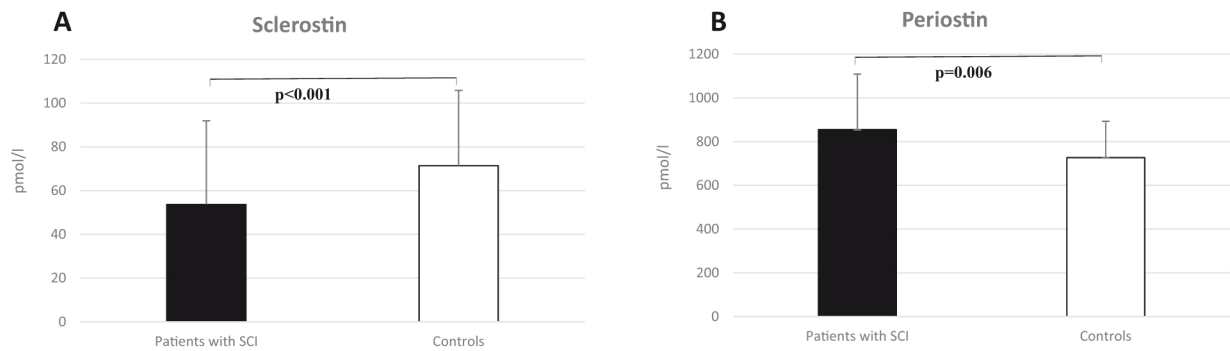 A
Sclerostin
pmol/l
120
100
80
60
40
20
0
p<0.001
Patients with SCI
Controls
B
Periostin
pmol/l
1200
1000
800
600
400
200
0
p=0.006
Patients with SCI
Controls